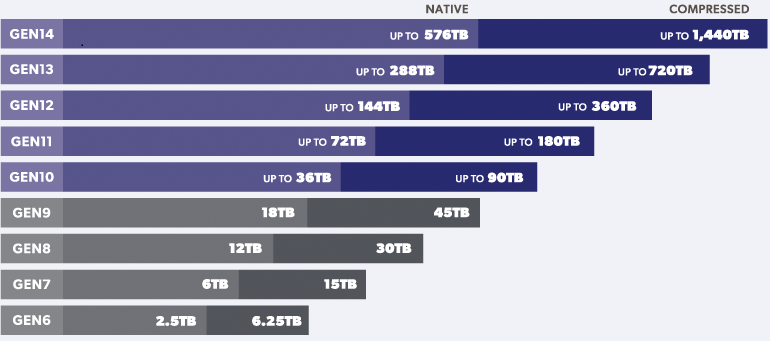 NATIVE COMPRESSED
GEN14 UP TO 576TB UP TO 1,440TB
GEN13 UP TO 288TB UP TO 720TB
GEN12 UP TO 144TB UP TO 360TB
GEN11 UP TO 72TB UP TO 180TB
GEN10 UP TO 36TB UP TO 90TB
GEN9 18TB 45TB
GEN8 12TB 30TB
GEN7 6TB 15TB
GEN6 2.5TB 6.25TB